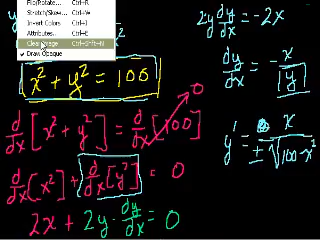 Flip/Rotate... Ctrl+R
Stretch/Skew... Ctrl+W
Invert Colors Ctrl+I
Attributes... Ctrl+E
Clear Image Ctrl+Shft+N
Draw Opaque
x² + y² = 100
d/dx [x² + y²] = d/dx [100] 0
d/dx [x²] + d/dx [y²] = 0
2x + 2y · dy/dx = 0
2y dy/dx = -2x
dy/dx = - x/y
y' = x / ±√(100-x²)